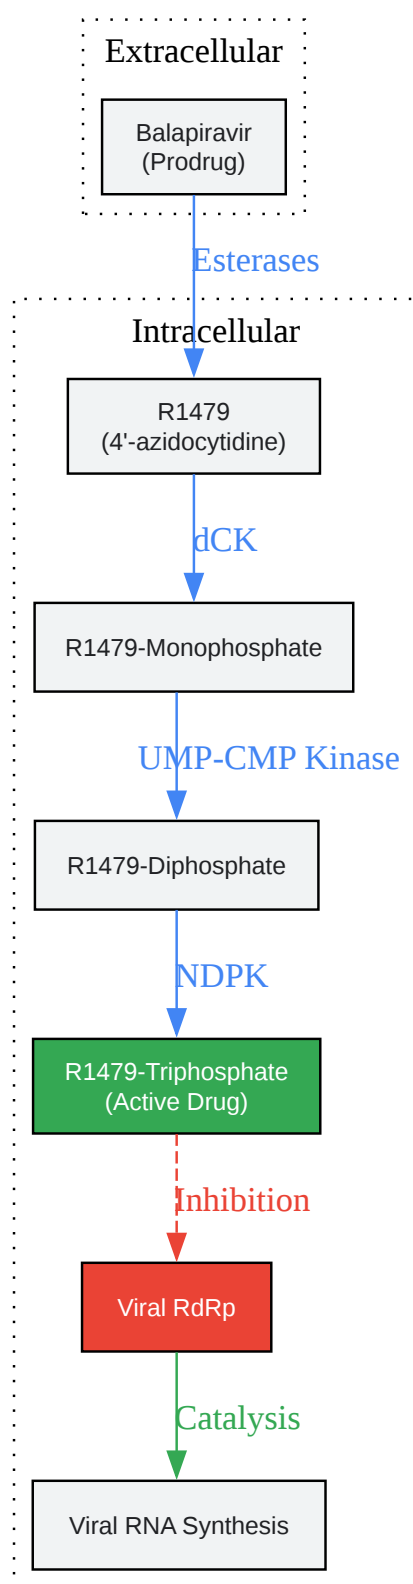 Extracellular
Balapiravir
(Prodrug)
Esterases
Intracellular
R1479
(4'-azidocytidine)
dCK
R1479-Monophosphate
UMP-CMP Kinase
R1479-Diphosphate
NDPK
R1479-Triphosphate
(Active Drug)
Inhibition
Viral RdRp
Catalysis
Viral RNA Synthesis